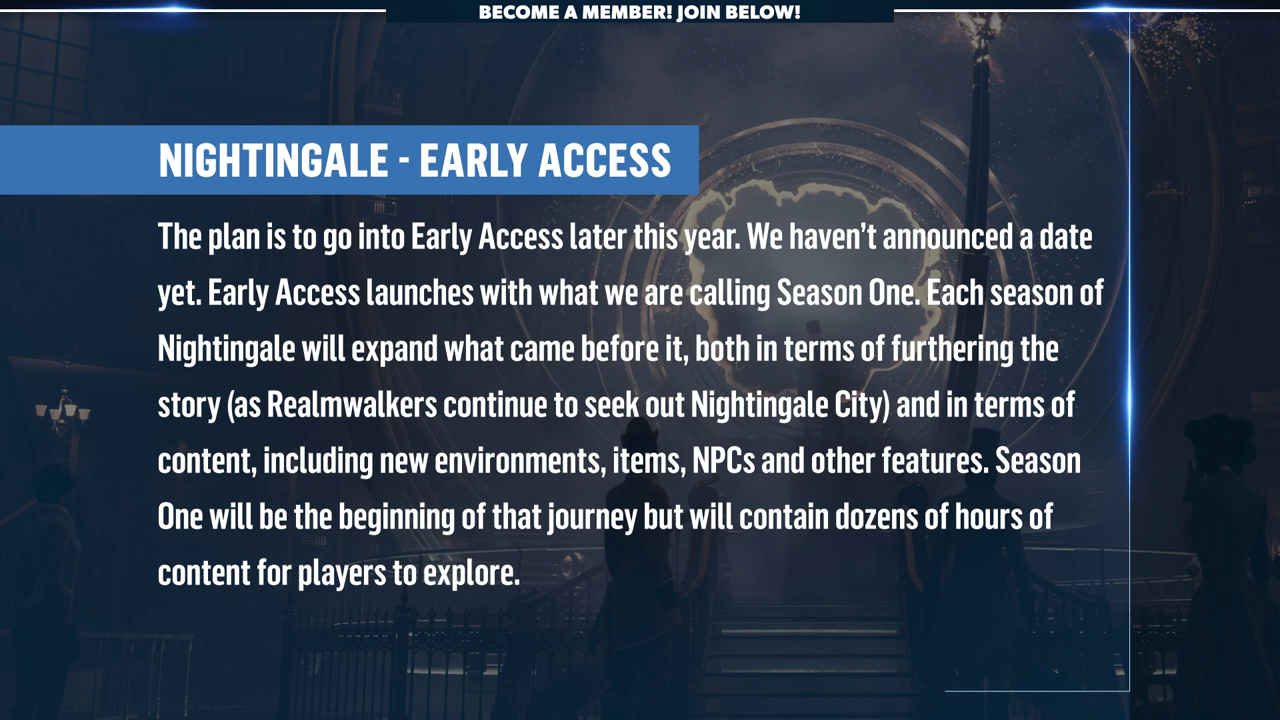 BECOME A MEMBER! JOIN BELOW!
NIGHTINGALE - EARLY ACCESS
The plan is to go into Early Access later this year. We haven’t announced a date
yet. Early Access launches with what we are calling Season One. Each season of
Nightingale will expand what came before it, both in terms of furthering the
story (as Realmwalkers continue to seek out Nightingale City) and in terms of
content, including new environments, items, NPCs and other features. Season
One will be the beginning of that journey but will contain dozens of hours of
content for players to explore.